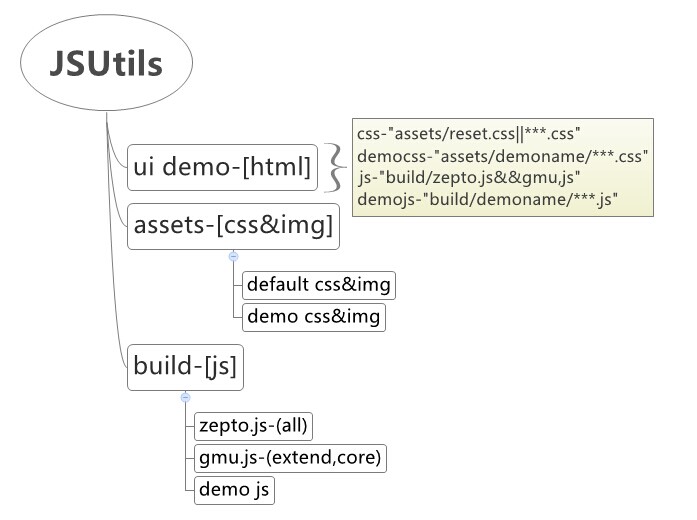 JSUtils
ui demo-[html]
css-"assets/reset.css||***.css"
democss-"assets/demoname/***.css"
js-"build/zepto.js&&gmu,js"
demojs-"build/demoname/***.js"
assets-[css&img]
default css&img
demo css&img
build-[js]
zepto.js-(all)
gmu.js-(extend,core)
demo js